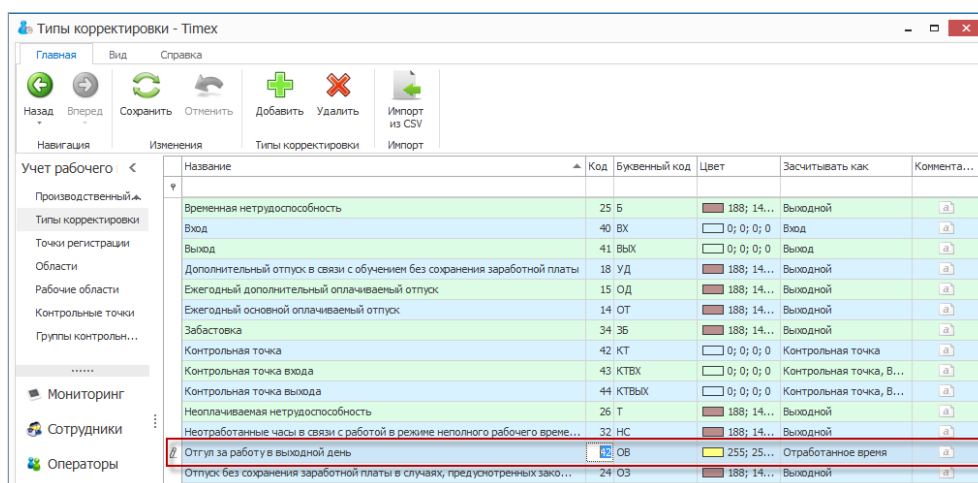 Типы корректировки - Timex
Главная Вид Справка
Назад Вперед Сохранить Отменить Добавить Удалить Импорт из CSV
Навигация Изменения Типы корректировки Импорт
Учет рабочего
Производственный
Типы корректировки
Точки регистрации
Области
Рабочие области
Контрольные точки
Группы контрольн...
Мониторинг
Сотрудники
Операторы
Название Код Буквенный код Цвет Засчитывать как Коммента...
Временная нетрудоспособность 25 Б 188; 14... Выходной a
Вход 40 ВХ 0; 0; 0; 0 Вход a
Выход 41 ВЫХ 0; 0; 0; 0 Выход a
Дополнительный отпуск в связи с обучением без сохранения заработной платы 18 УД 188; 14... Выходной a
Ежегодный дополнительный оплачиваемый отпуск 15 ОД 188; 14... Выходной a
Ежегодный основной оплачиваемый отпуск 14 ОТ 188; 14... Выходной a
Забастовка 34 ЗБ 188; 14... Выходной a
Контрольная точка 42 КТ 0; 0; 0; 0 Контрольная точка a
Контрольная точка входа 43 КТВХ 0; 0; 0; 0 Контрольная точка, В... a
Контрольная точка выхода 44 КТВЫХ 0; 0; 0; 0 Контрольная точка, В... a
Неоплачиваемая нетрудоспособность 26 Т 188; 14... Выходной a
Неотработанные часы в связи с работой в режиме неполного рабочего време... 32 НС 188; 14... Выходной a
Отгул за работу в выходной день 42 ОВ 255; 25... Отработанное время a
Отпуск без сохранения заработной платы в случаях, предусмотренных зако... 24 ОЗ 188; 14... Выходной a